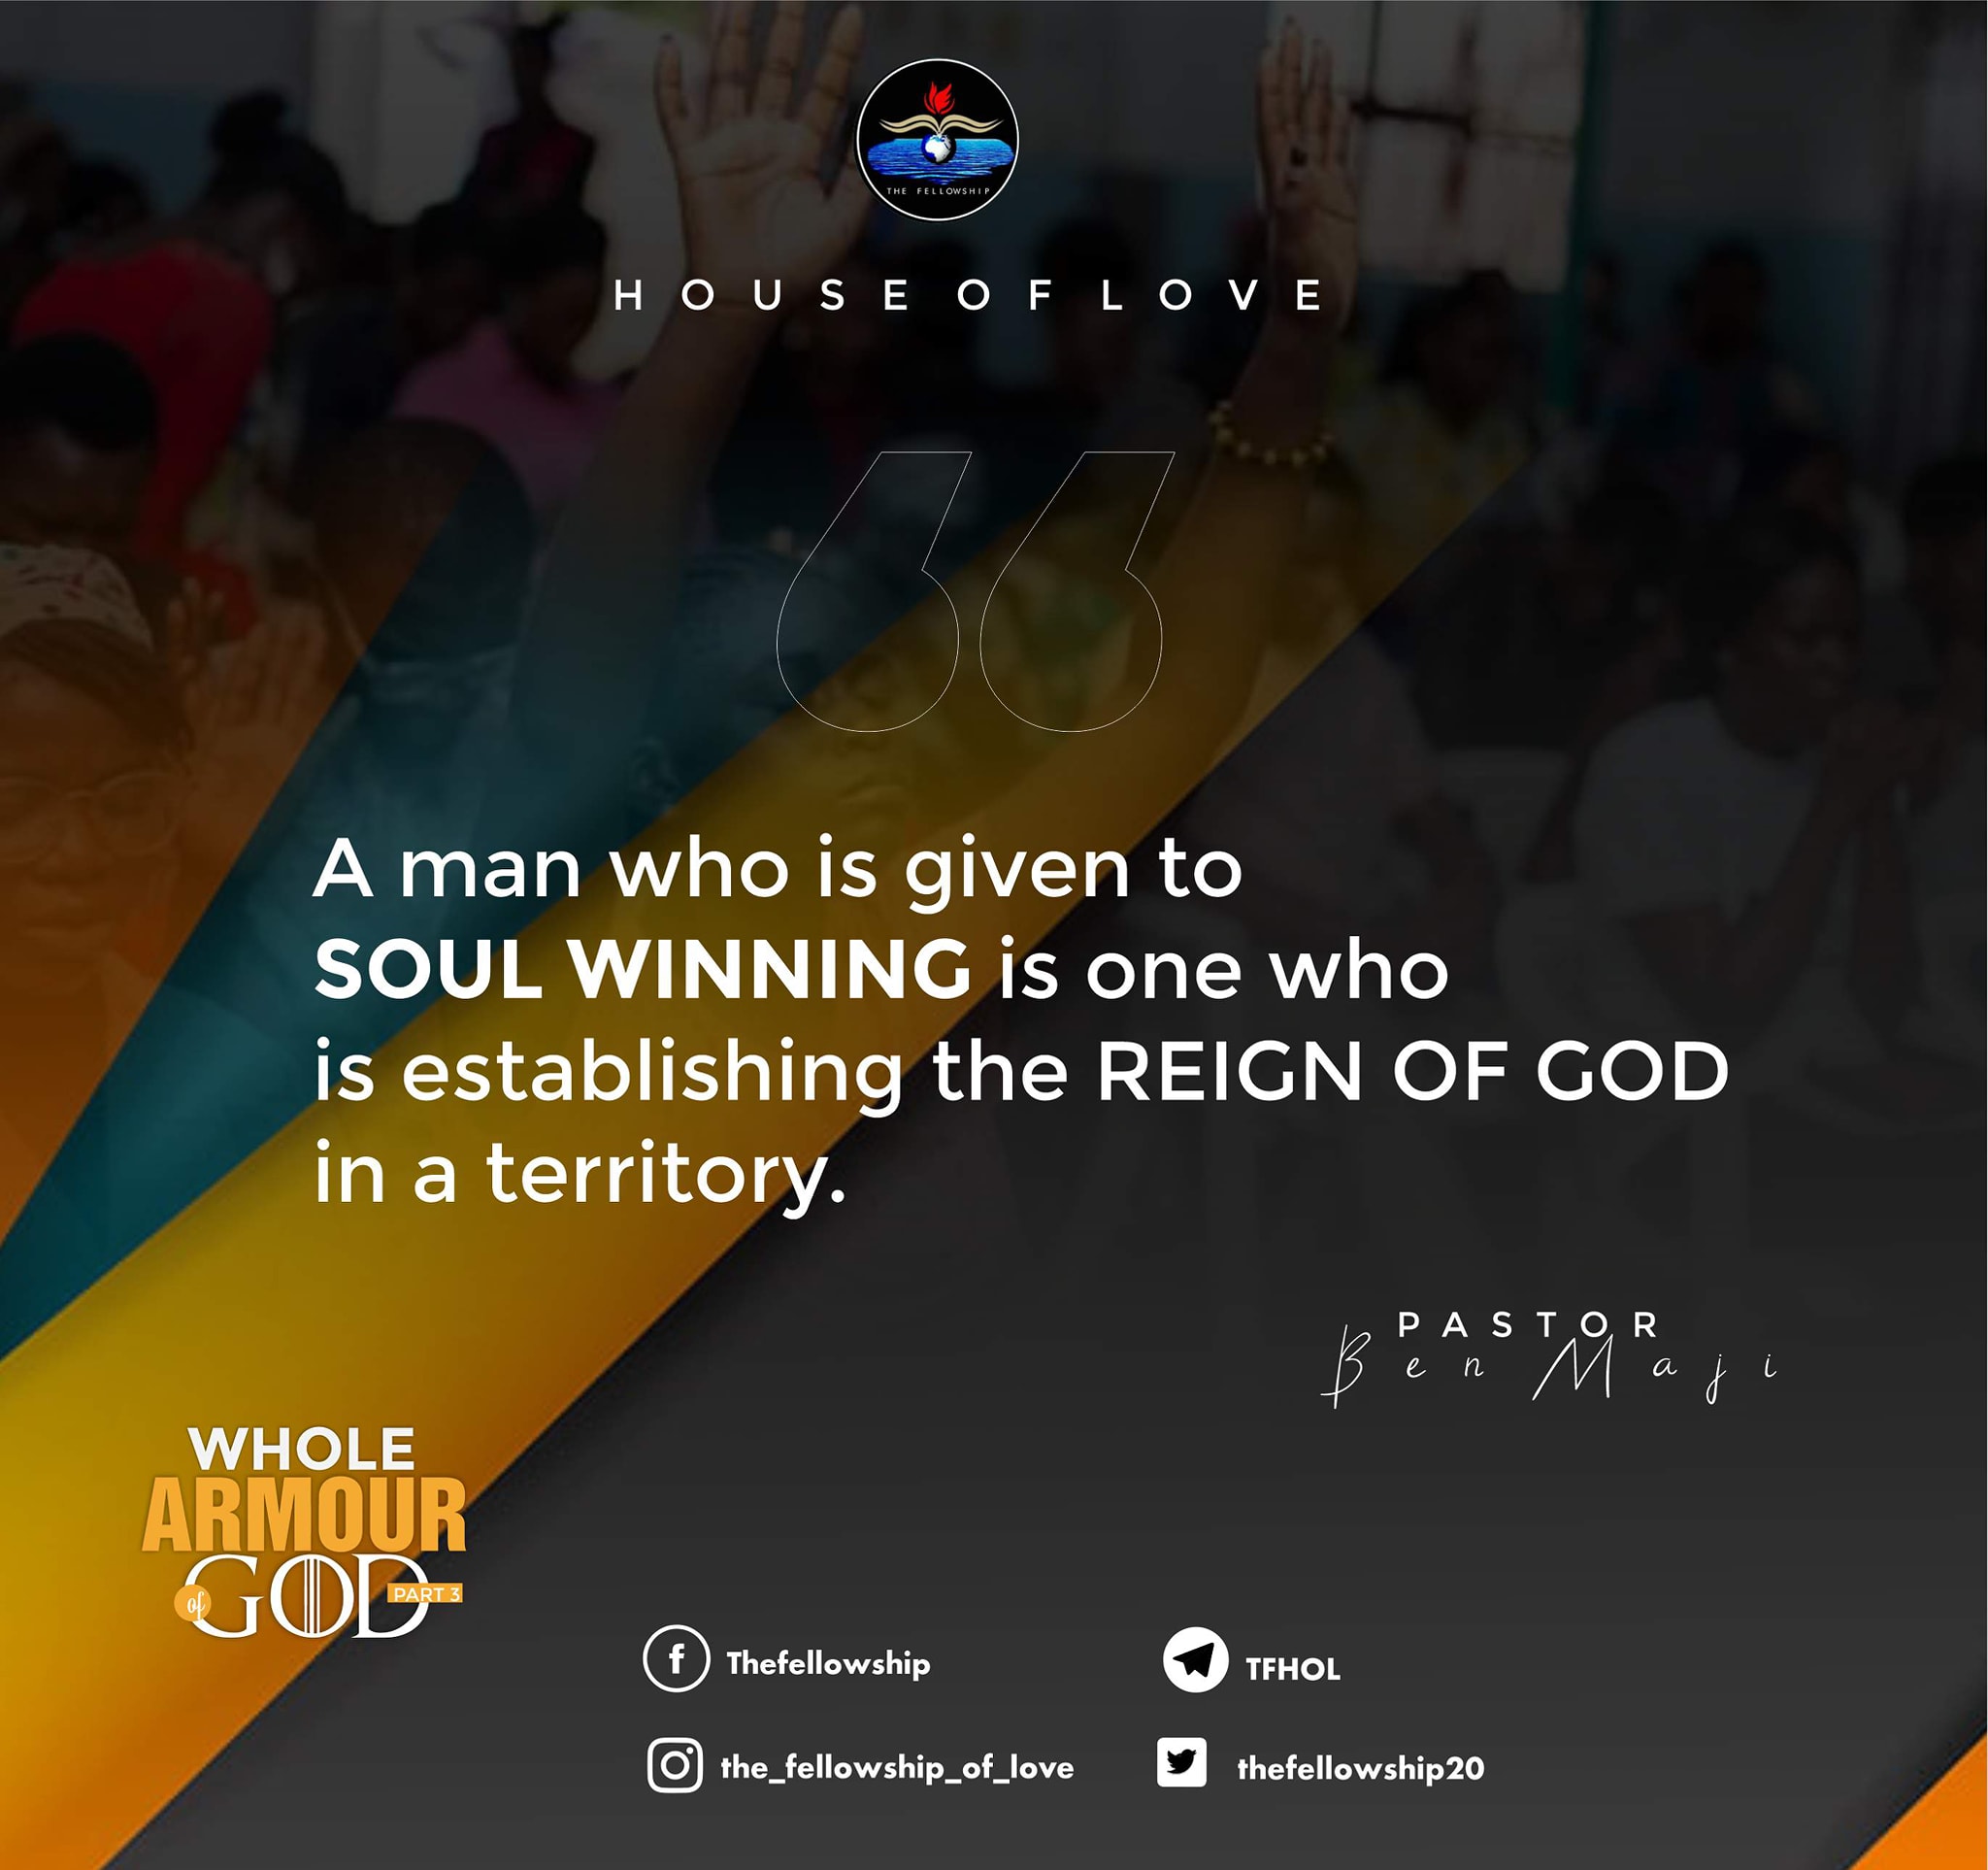 THE FELLOWSHIP
HOUSE OF LOVE
“
A man who is given to
SOUL WINNING is one who
is establishing the REIGN OF GOD
in a territory.
PASTOR
Ben Maji
WHOLE
ARMOUR
of GOD PART 3
f Thefellowship
TFHOL
the_fellowship_of_love
thefellowship20